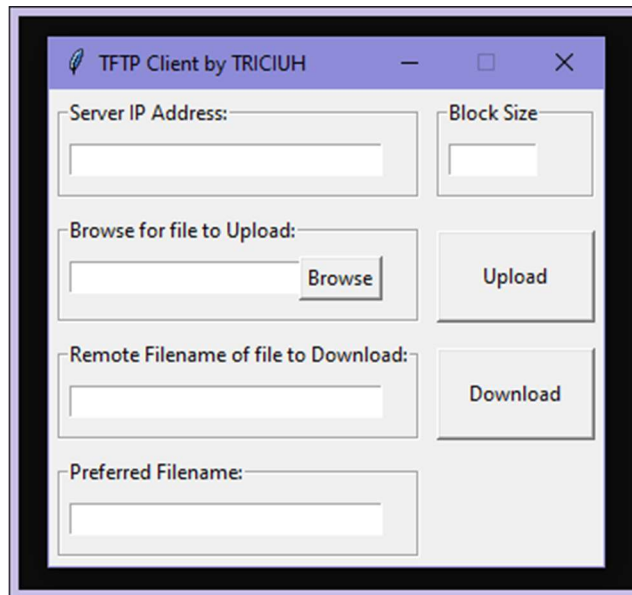 TFTP Client by TRICIUH
Server IP Address:
Block Size
Browse for file to Upload:
Browse
Upload
Remote Filename of file to Download:
Download
Preferred Filename: